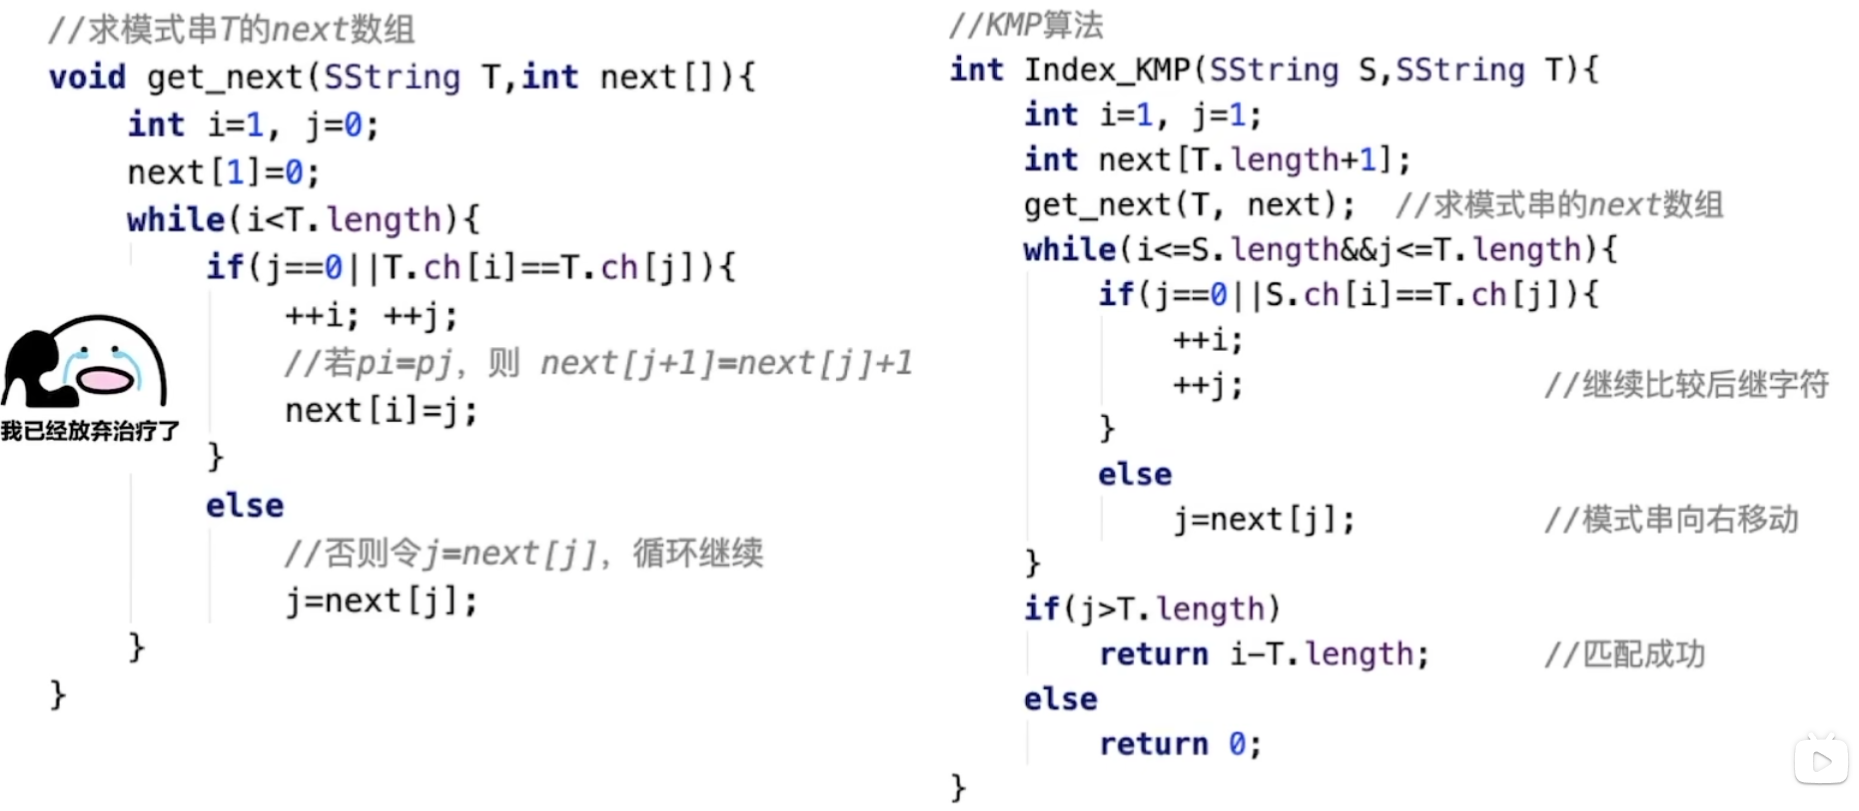 //求模式串T的next数组
void get_next(SString T,int next[]){
int i=1, j=0;
next[1]=0;
while(i<T.length){
if(j==0||T.ch[i]==T.ch[j]){
++i; ++j;
//若pi=pj，则 next[j+1]=next[j]+1
next[i]=j;
}
else
//否则令j=next[j]，循环继续
j=next[j];
}
}
我已经放弃治疗了
//KMP算法
int Index_KMP(SString S,SString T){
int i=1, j=1;
int next[T.length+1];
get_next(T, next); //求模式串的next数组
while(i<=S.length&&j<=T.length){
if(j==0||S.ch[i]==T.ch[j]){
++i;
++j; //继续比较后继字符
}
else
j=next[j]; //模式串向右移动
}
if(j>T.length)
return i-T.length; //匹配成功
else
return 0;
}